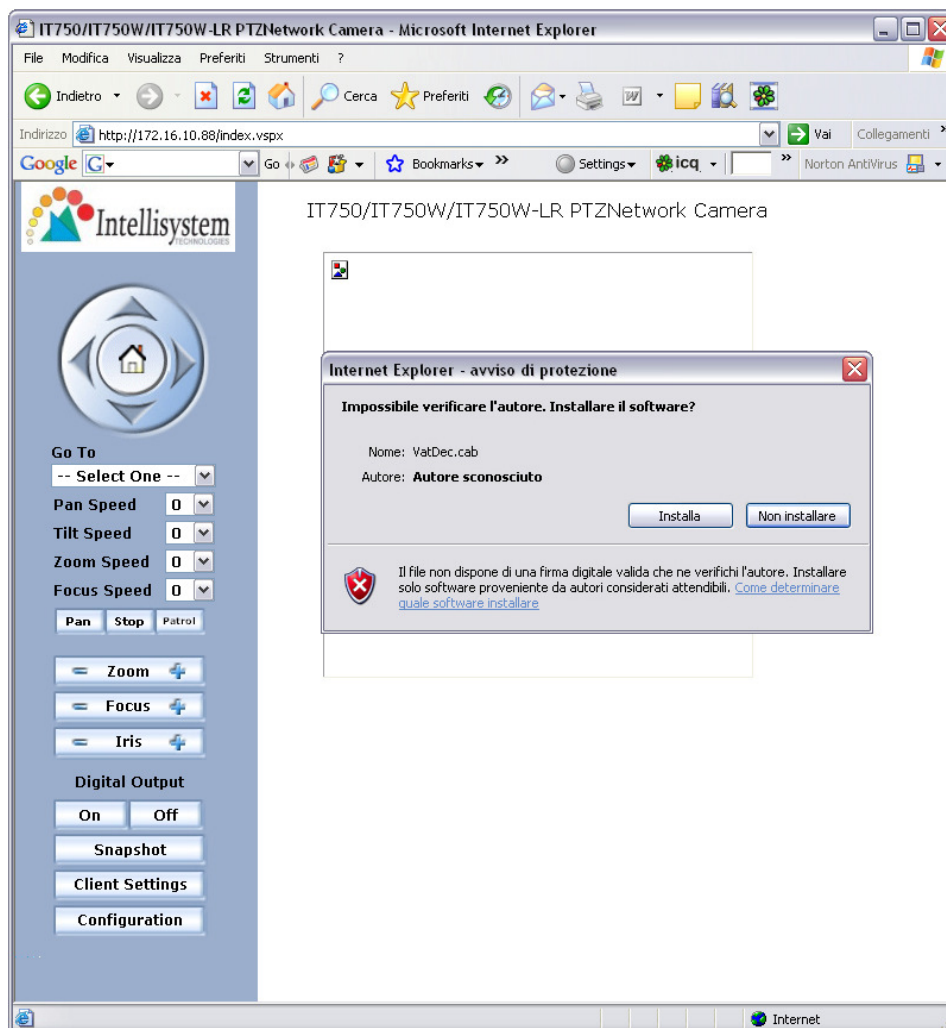 IT750/IT750W/IT750W-LR PTZNetwork Camera - Microsoft Internet Explorer
File Modifica Visualizza Preferiti Strumenti ?
Indietro Cerca Preferiti
Indirizzo http://172.16.10.88/index.vspx Vai Collegamenti »
Google G Go Bookmarks » Settings icq » Norton AntiVirus
Intellisystem
TECHNOLOGIES
IT750/IT750W/IT750W-LR PTZNetwork Camera
Internet Explorer - avviso di protezione
Impossibile verificare l'autore. Installare il software?
Nome: VatDec.cab
Autore: Autore sconosciuto
Installa Non installare
Il file non dispone di una firma digitale valida che ne verifichi l'autore. Installare
solo software proveniente da autori considerati attendibili. Come determinare
quale software installare
Go To
-- Select One --
Pan Speed 0
Tilt Speed 0
Zoom Speed 0
Focus Speed 0
Pan Stop Patrol
Zoom
Focus
Iris
Digital Output
On Off
Snapshot
Client Settings
Configuration
Internet